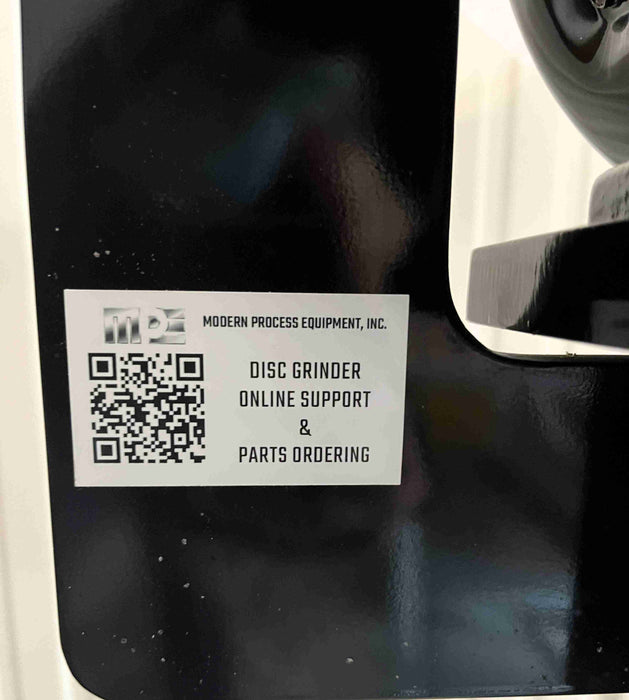 MPE MODERN PROCESS EQUIPMENT, INC.
DISC GRINDER
ONLINE SUPPORT
&
PARTS ORDERING